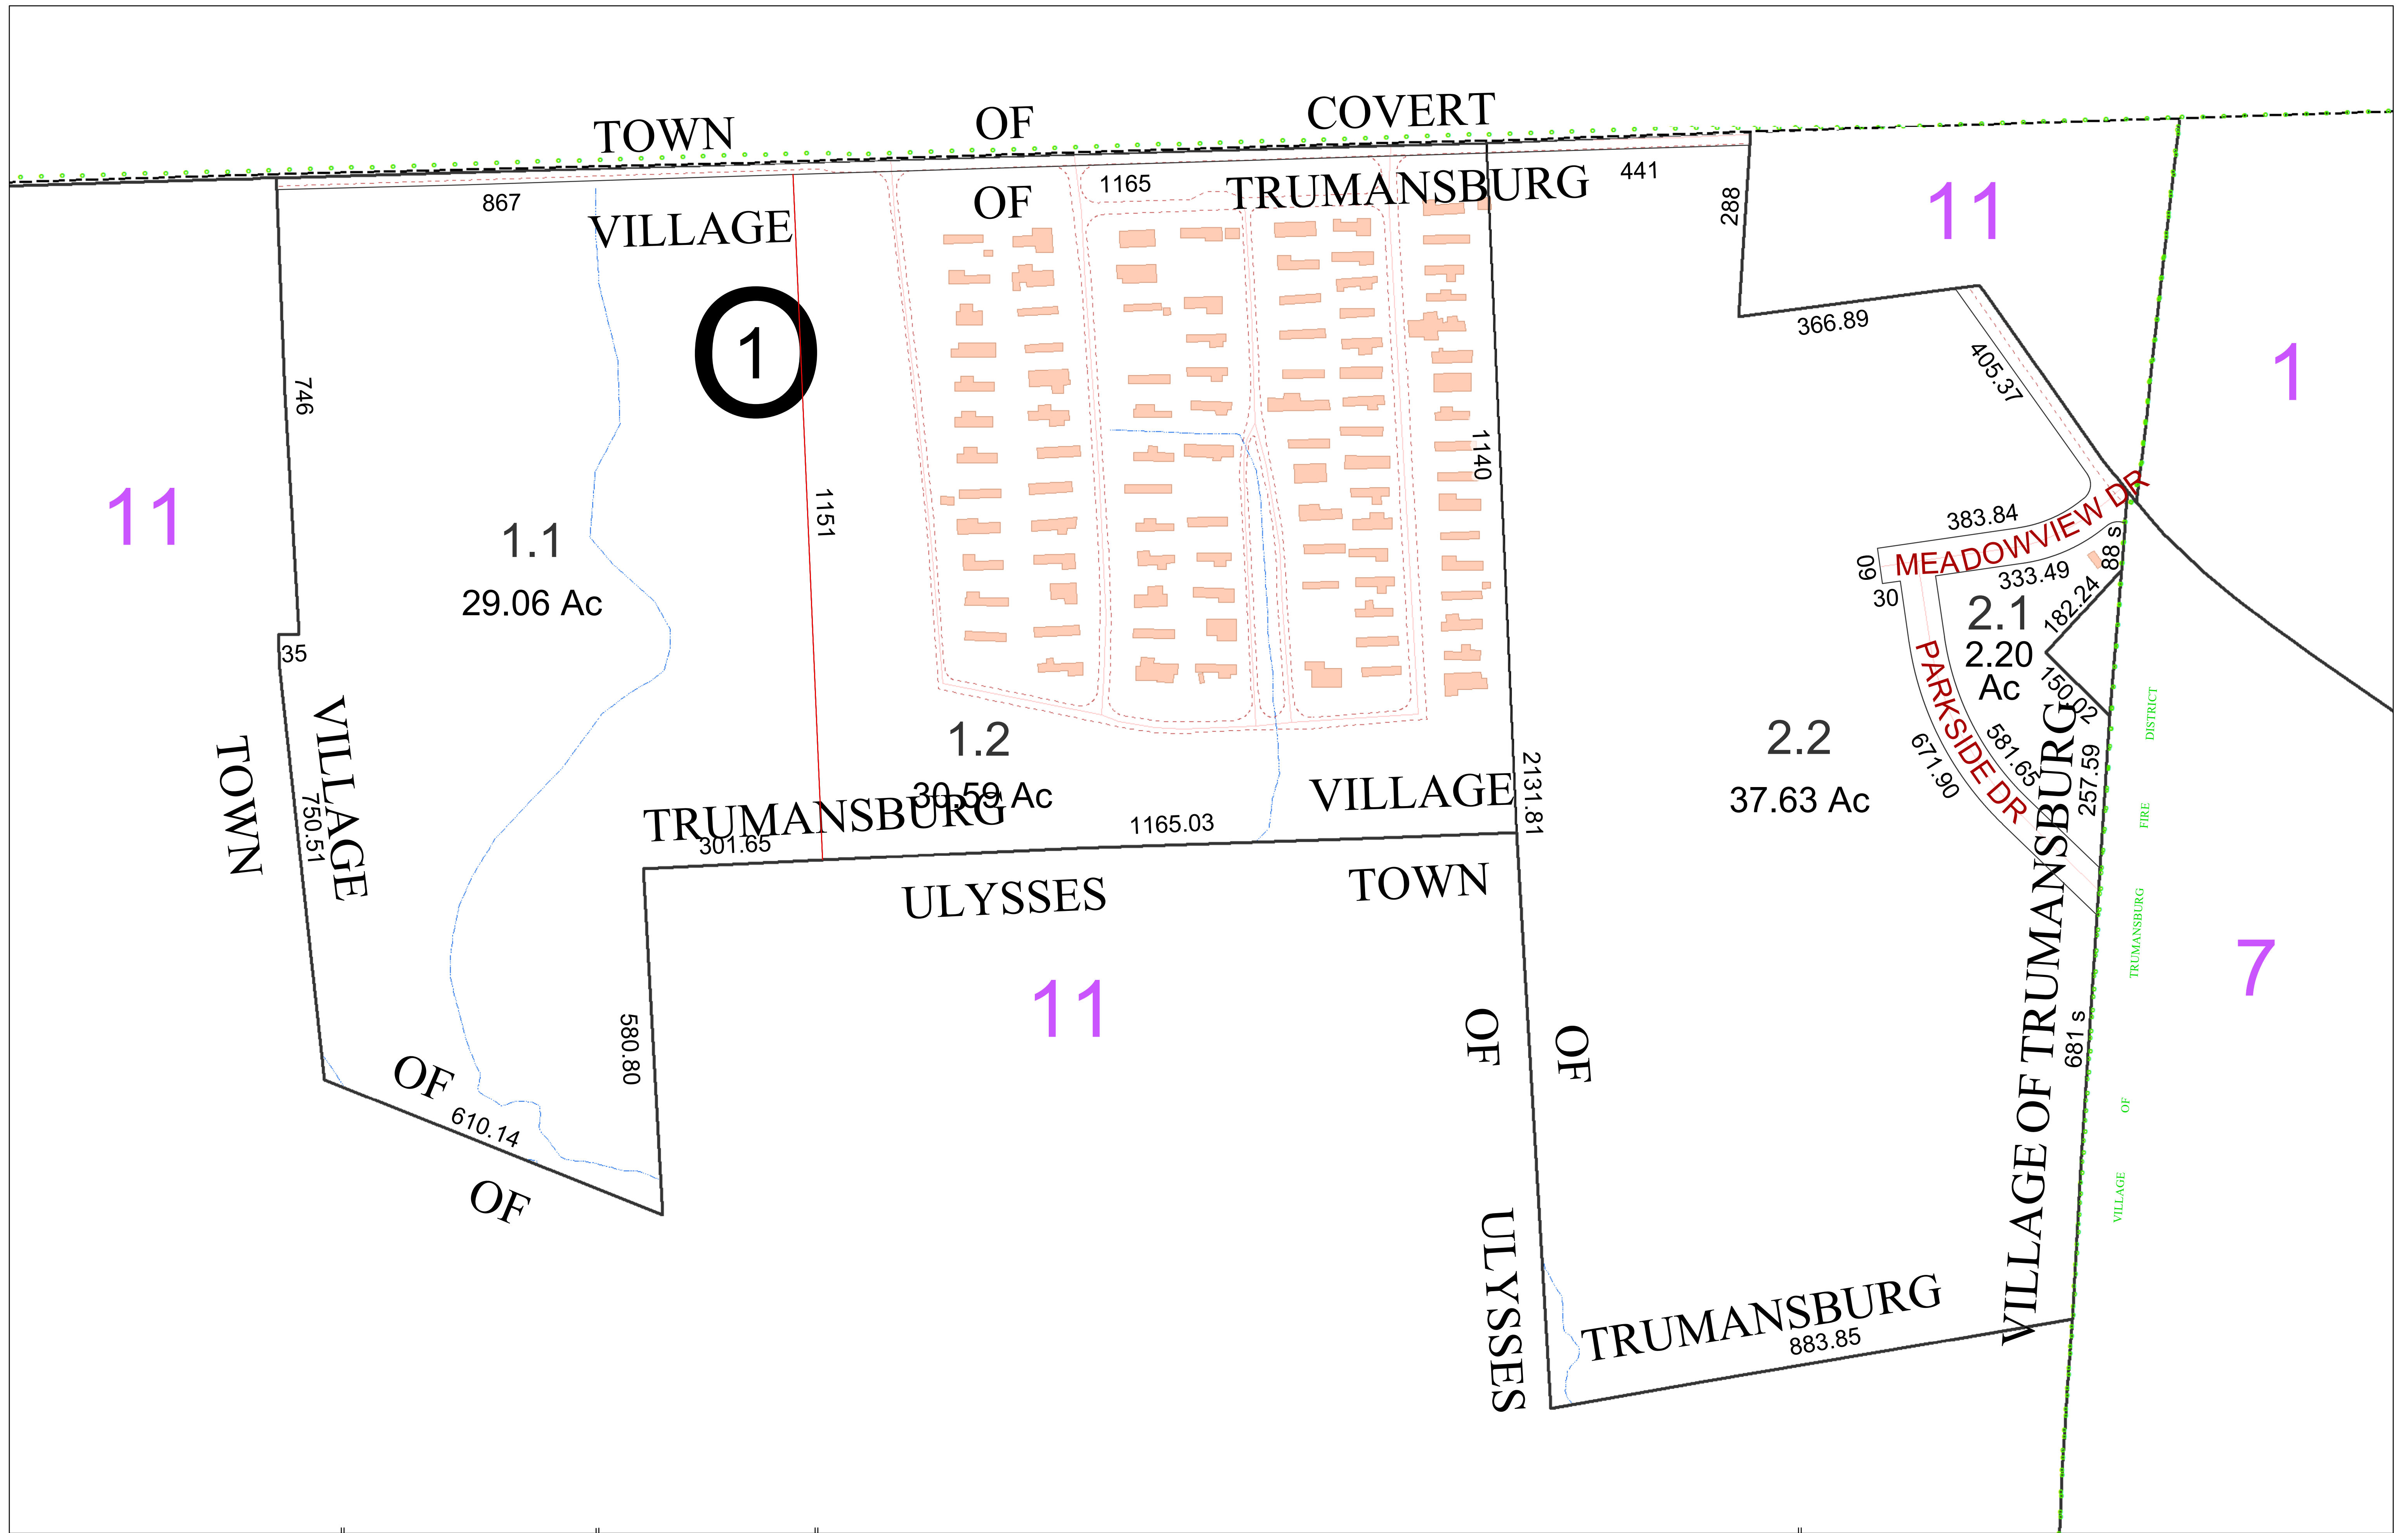 TOWN OF COVERT
VILLAGE OF TRUMANSBURG
867
1165
441
288
11
1
366.89
405.37
1
746
11
1151
1140
1.1
29.06 Ac
383.84
MEADOWVIEW DR
88 s
60
30
333.49
182.24
2.1
2.20
Ac
35
150.02
PARKSIDE DR
581.65
671.90
257.59
1.2
30.59 Ac
2.2
37.63 Ac
2131.81
750.51
TOWN
VILLAGE
TRUMANSBURG
VILLAGE
301.65
1165.03
ULYSSES
TOWN
11
7
580.80
OF
610.14
OF
OF
OF
681 s
VILLAGE OF TRUMANSBURG
VILLAGE OF TRUMANSBURG FIRE DISTRICT
ULYSSES
TRUMANSBURG
883.85